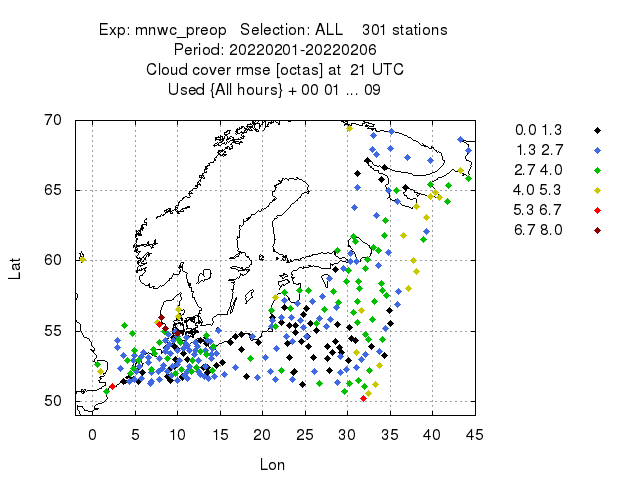 Exp: mnwc_preop   Selection: ALL    301 stations
Period: 20220201-20220206
Cloud cover rmse [octas] at  21 UTC
Used {All hours} + 00 01 ... 09
70
65
60
55
50
Lat
0 5 10 15 20 25 30 35 40 45
Lon
0.0 1.3
1.3 2.7
2.7 4.0
4.0 5.3
5.3 6.7
6.7 8.0